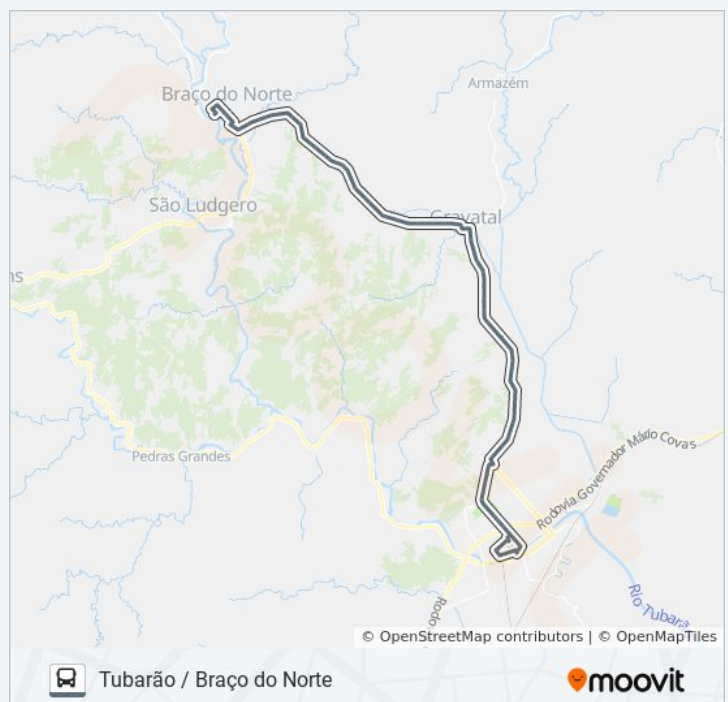 Braço do Norte
Armazém
São Ludgero
Gravatal
ns
Pedras Grandes
Rodovia Governador Mário Covas
Rodo
Rio Tubarã
© OpenStreetMap contributors | © OpenMapTiles
Tubarão / Braço do Norte
moovit